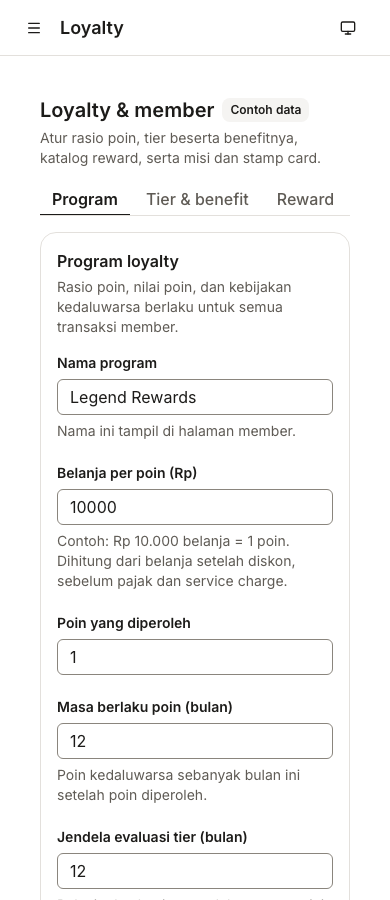 Loyalty
Loyalty & member
Contoh data
Atur rasio poin, tier beserta benefitnya,
katalog reward, serta misi dan stamp card.
Program
Tier & benefit
Reward
Program loyalty
Rasio poin, nilai poin, dan kebijakan
kedaluwarsa berlaku untuk semua
transaksi member.
Nama program
Legend Rewards
Nama ini tampil di halaman member.
Belanja per poin (Rp)
10000
Contoh: Rp 10.000 belanja = 1 poin.
Dihitung dari belanja setelah diskon,
sebelum pajak dan service charge.
Poin yang diperoleh
1
Masa berlaku poin (bulan)
12
Poin kedaluwarsa sebanyak bulan ini
setelah poin diperoleh.
Jendela evaluasi tier (bulan)
12